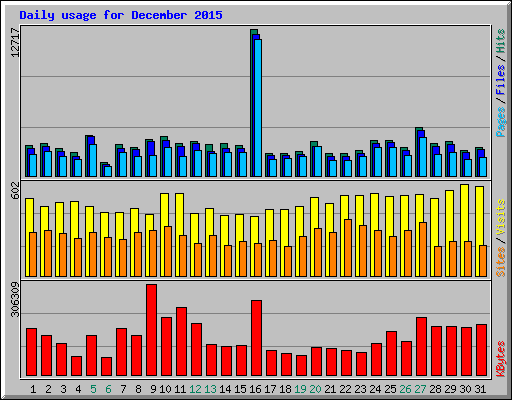 Daily usage for December 2015
12717
Pages / Files / Hits
602
Sites / Visits
306309
KBytes
1 2 3 4 5 6 7 8 9 10 11 12 13 14 15 16 17 18 19 20 21 22 23 24 25 26 27 28 29 30 31